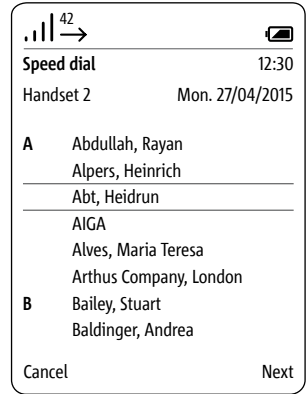 42
Speed dial 12:30
Handset 2 Mon. 27/04/2015
A Abdullah, Rayan
Alpers, Heinrich
Abt, Heidrun
AIGA
Alves, Maria Teresa
Arthus Company, London
B Bailey, Stuart
Baldinger, Andrea
Cancel Next